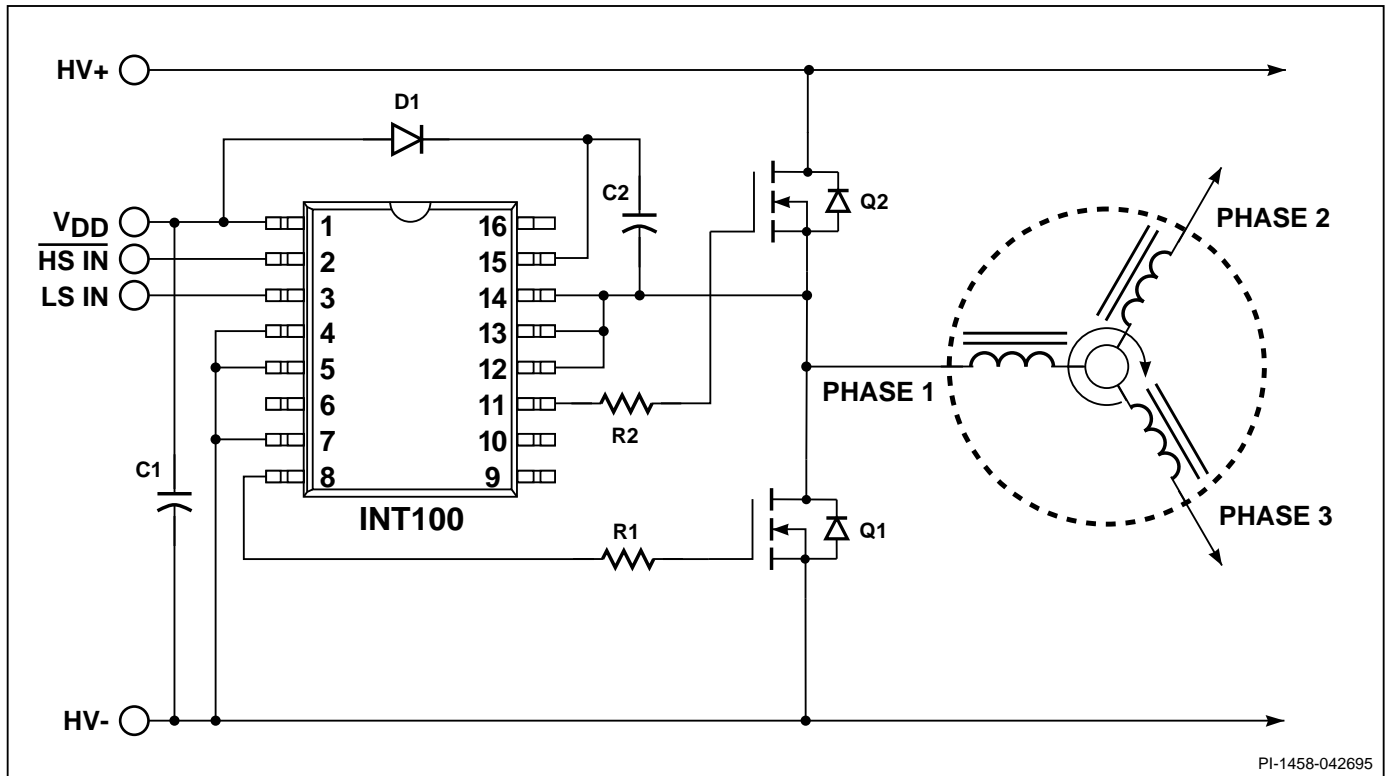 HV+
D1
C2
Q2
PHASE 2
VDD
HS IN
LS IN
1 16
2 15
3 14
4 13
5 12
6 11
7 10
8 9
R2
PHASE 1
C1
INT100
R1
Q1
PHASE 3
HV-
PI-1458-042695